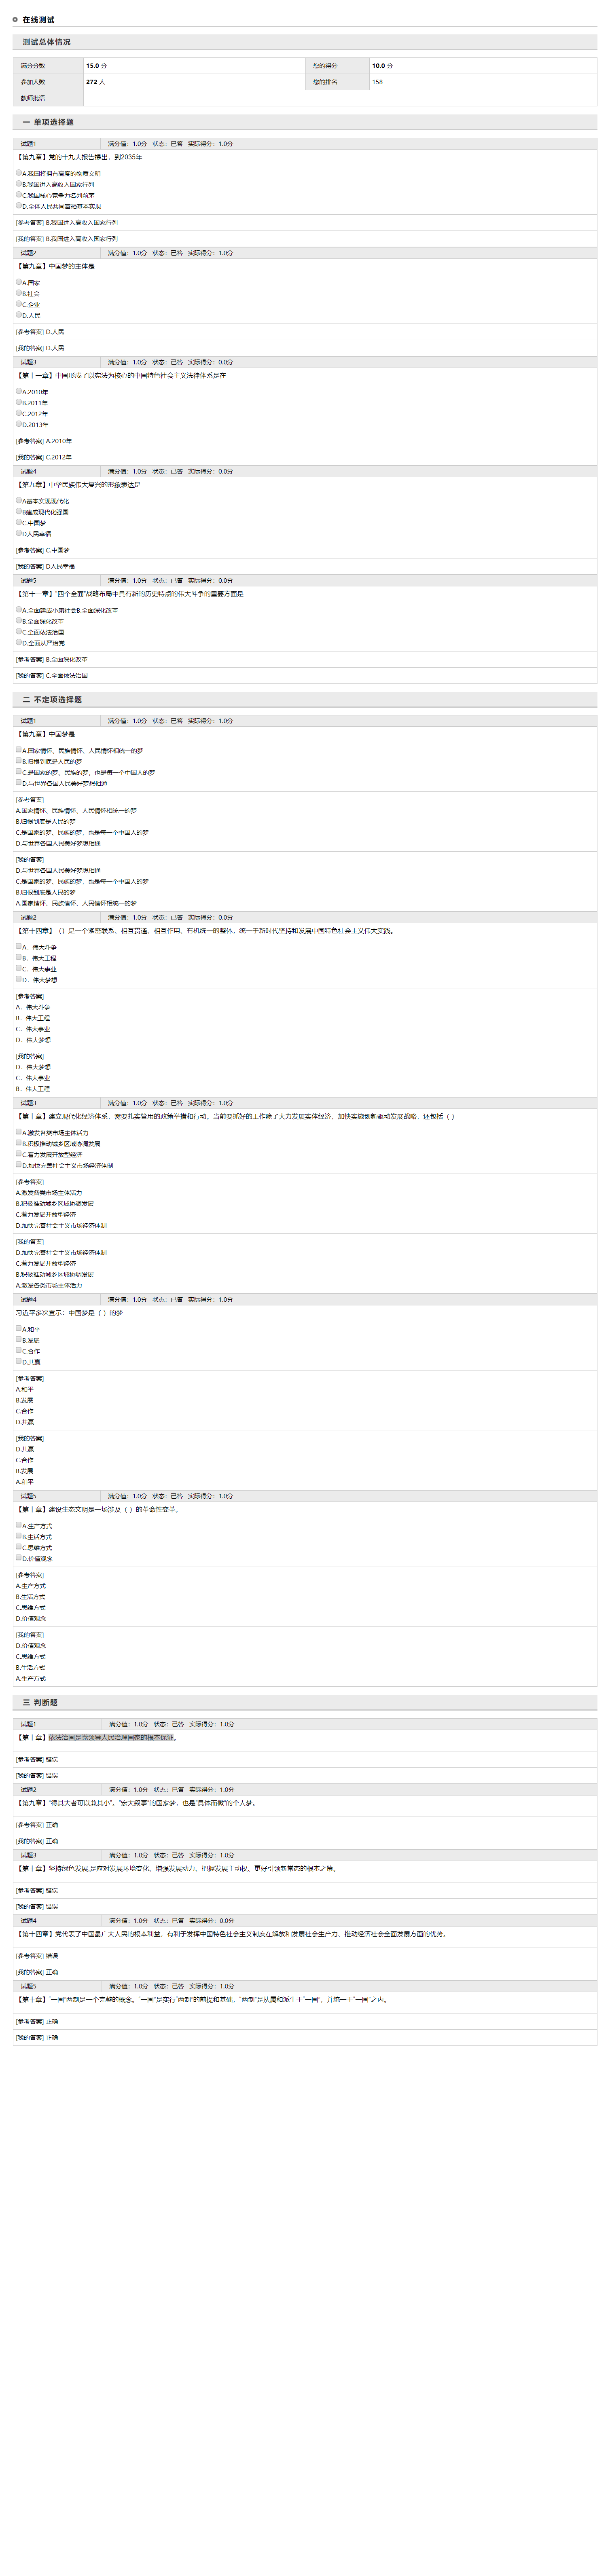 在线测试
测试总体情况
满分分数 15.0 分 您的得分 10.0 分
参加人数 272 人 您的排名 158
教师批语
一 单项选择题
试题1 满分值：1.0分 状态：已答 实际得分：1.0分
【第九章】党的十九大报告提出，到2035年
A.我国将拥有高度的物质文明
B.我国进入高收入国家行列
C.我国核心竞争力名列前茅
D.全体人民共同富裕基本实现
[参考答案] B.我国进入高收入国家行列
[我的答案] B.我国进入高收入国家行列
试题2 满分值：1.0分 状态：已答 实际得分：1.0分
【第九章】中国梦的主体是
A.国家
B.社会
C.企业
D.人民
[参考答案] D.人民
[我的答案] D.人民
试题3 满分值：1.0分 状态：已答 实际得分：0.0分
【第十一章】中国形成了以宪法为核心的中国特色社会主义法律体系是在
A.2010年
B.2011年
C.2012年
D.2013年
[参考答案] A.2010年
[我的答案] C.2012年
试题4 满分值：1.0分 状态：已答 实际得分：0.0分
【第九章】中华民族伟大复兴的形象表达是
A基本实现现代化
B建成现代化强国
C.中国梦
D人民幸福
[参考答案] C.中国梦
[我的答案] D人民幸福
试题5 满分值：1.0分 状态：已答 实际得分：0.0分
【第十一章】"四个全面"战略布局中具有新的历史特点的伟大斗争的重要方面是
A.全面建成小康社会B.全面深化改革
B.全面深化改革
C.全面依法治国
D.全面从严治党
[参考答案] B.全面深化改革
[我的答案] C.全面依法治国
二 不定项选择题
试题1 满分值：1.0分 状态：已答 实际得分：1.0分
【第九章】中国梦是
A.国家情怀、民族情怀、人民情怀相统一的梦
B.归根到底是人民的梦
C.是国家的梦、民族的梦，也是每一个中国人的梦
D.与世界各国人民美好梦想相通
[参考答案]
A.国家情怀、民族情怀、人民情怀相统一的梦
B.归根到底是人民的梦
C.是国家的梦、民族的梦，也是每一个中国人的梦
D.与世界各国人民美好梦想相通
[我的答案]
D.与世界各国人民美好梦想相通
C.是国家的梦、民族的梦，也是每一个中国人的梦
B.归根到底是人民的梦
A.国家情怀、民族情怀、人民情怀相统一的梦
试题2 满分值：1.0分 状态：已答 实际得分：0.0分
【第十四章】（）是一个紧密联系、相互贯通、相互作用、有机统一的整体，统一于新时代坚持和发展中国特色社会主义伟大实践。
A．伟大斗争
B．伟大工程
C．伟大事业
D．伟大梦想
[参考答案]
A．伟大斗争
B．伟大工程
C．伟大事业
D．伟大梦想
[我的答案]
D．伟大梦想
C．伟大事业
B．伟大工程
试题3 满分值：1.0分 状态：已答 实际得分：1.0分
【第十章】建立现代化经济体系，需要扎实管用的政策举措和行动。当前要抓好的工作除了大力发展实体经济，加快实施创新驱动发展战略，还包括（ ）
A.激发各类市场主体活力
B.积极推动城乡区域协调发展
C.着力发展开放型经济
D.加快完善社会主义市场经济体制
[参考答案]
A.激发各类市场主体活力
B.积极推动城乡区域协调发展
C.着力发展开放型经济
D.加快完善社会主义市场经济体制
[我的答案]
D.加快完善社会主义市场经济体制
C.着力发展开放型经济
B.积极推动城乡区域协调发展
A.激发各类市场主体活力
试题4 满分值：1.0分 状态：已答 实际得分：1.0分
习近平多次宣示：中国梦是（ ）的梦
A.和平
B.发展
C.合作
D.共赢
[参考答案]
A.和平
B.发展
C.合作
D.共赢
[我的答案]
D.共赢
C.合作
B.发展
A.和平
试题5 满分值：1.0分 状态：已答 实际得分：1.0分
【第十章】建设生态文明是一场涉及（ ）的革命性变革。
A.生产方式
B.生活方式
C.思维方式
D.价值观念
[参考答案]
A.生产方式
B.生活方式
C.思维方式
D.价值观念
[我的答案]
D.价值观念
C.思维方式
B.生活方式
A.生产方式
三 判断题
试题1 满分值：1.0分 状态：已答 实际得分：1.0分
【第十章】依法治国是党领导人民治理国家的根本保证。
[参考答案] 错误
[我的答案] 错误
试题2 满分值：1.0分 状态：已答 实际得分：1.0分
【第九章】"得其大者可以兼其小"。"宏大叙事"的国家梦，也是"具体而微"的个人梦。
[参考答案] 正确
[我的答案] 正确
试题3 满分值：1.0分 状态：已答 实际得分：1.0分
【第十章】坚持绿色发展,是应对发展环境变化、增强发展动力、把握发展主动权、更好引领新常态的根本之策。
[参考答案] 错误
[我的答案] 错误
试题4 满分值：1.0分 状态：已答 实际得分：0.0分
【第十四章】党代表了中国最广大人民的根本利益，有利于发挥中国特色社会主义制度在解放和发展社会生产力、推动经济社会全面发展方面的优势。
[参考答案] 错误
[我的答案] 正确
试题5 满分值：1.0分 状态：已答 实际得分：1.0分
【第十章】"一国"两制是一个完整的概念。"一国"是实行"两制"的前提和基础，"两制"是从属和派生于"一国"，并统一于"一国"之内。
[参考答案] 正确
[我的答案] 正确